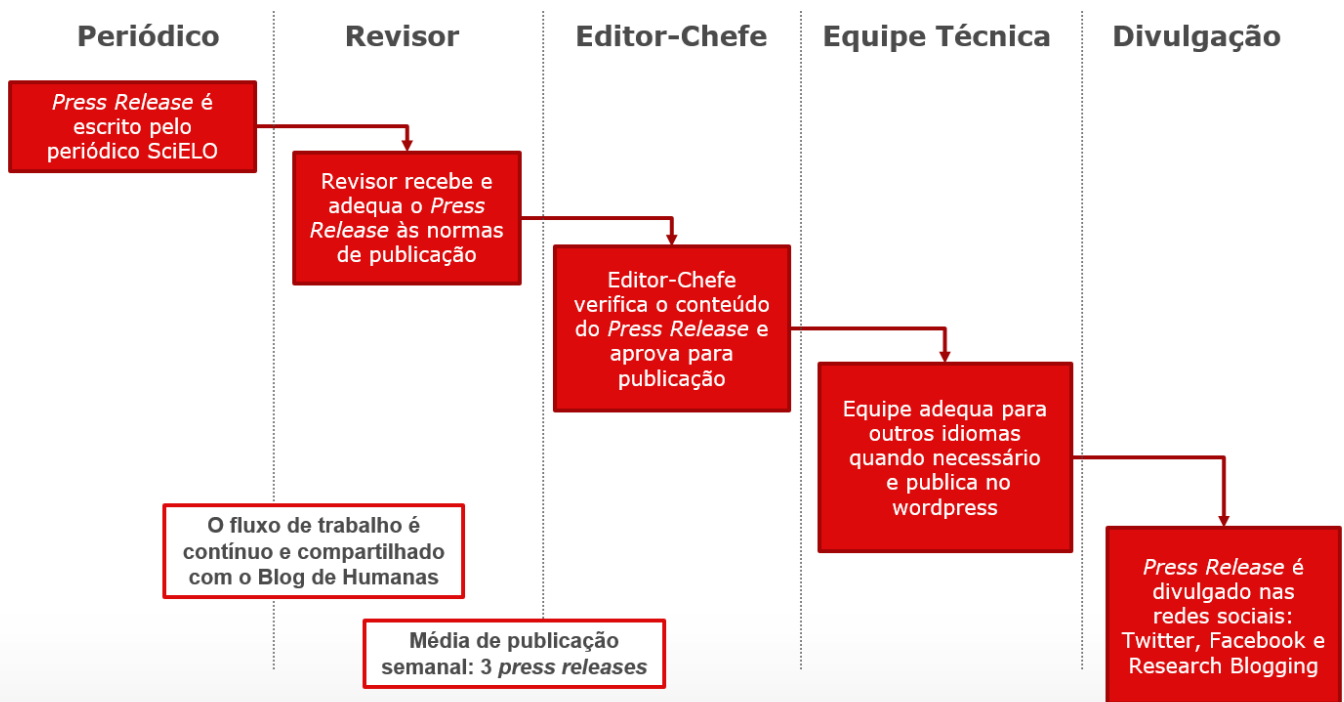 Periódico
Revisor
Editor-Chefe
Equipe Técnica
Divulgação
Press Release é
escrito pelo
periódico SciELO
Revisor recebe e
adequa o Press
Release às normas
de publicação
Editor-Chefe
verifica o conteúdo
do Press Release e
aprova para
publicação
Equipe adequa para
outros idiomas
quando necessário
e publica no
wordpress
Press Release é
divulgado nas
redes sociais:
Twitter, Facebook e
Research Blogging
O fluxo de trabalho é
contínuo e compartilhado
com o Blog de Humanas
Média de publicação
semanal: 3 press releases